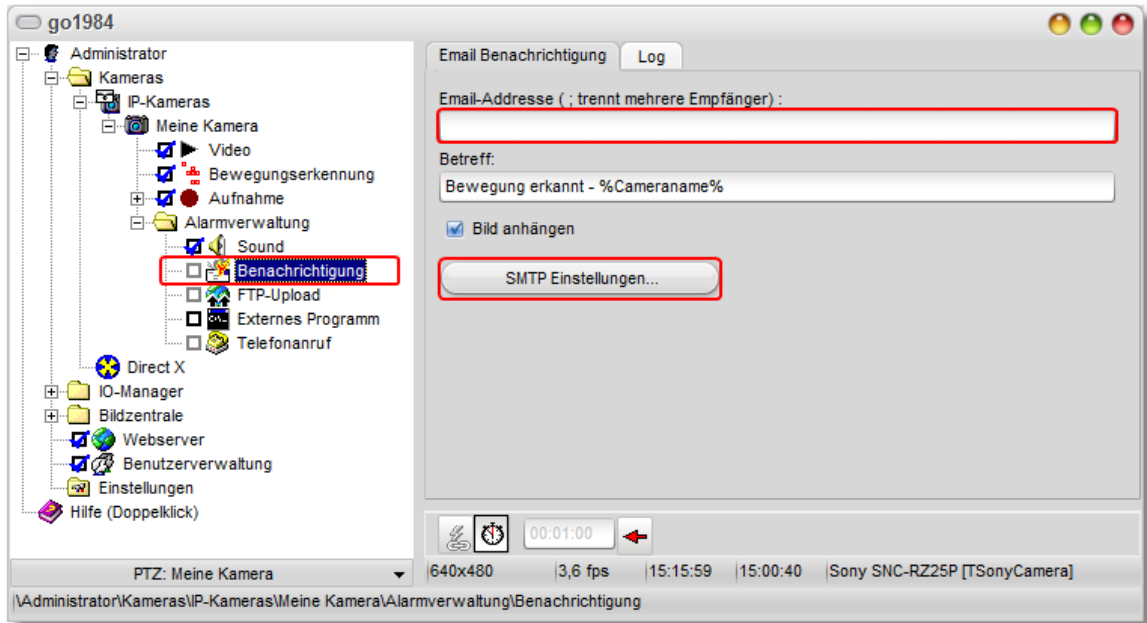 go1984
Administrator
Kameras
IP-Kameras
Meine Kamera
Video
Bewegungserkennung
Aufnahme
Alarmverwaltung
Sound
Benachrichtigung
FTP-Upload
Externes Programm
Telefonanruf
Direct X
IO-Manager
Bildzentrale
Webserver
Benutzerverwaltung
Einstellungen
Hilfe (Doppelklick)
PTZ: Meine Kamera
Email Benachrichtigung Log
Email-Addresse ( ; trennt mehrere Empfänger) :
Betreff:
Bewegung erkannt - %Cameraname%
Bild anhängen
SMTP Einstellungen...
00:01:00
640x480 3,6 fps 15:15:59 15:00:40 Sony SNC-RZ25P [TSonyCamera]
\Administrator\Kameras\IP-Kameras\Meine Kamera\Alarmverwaltung\Benachrichtigung